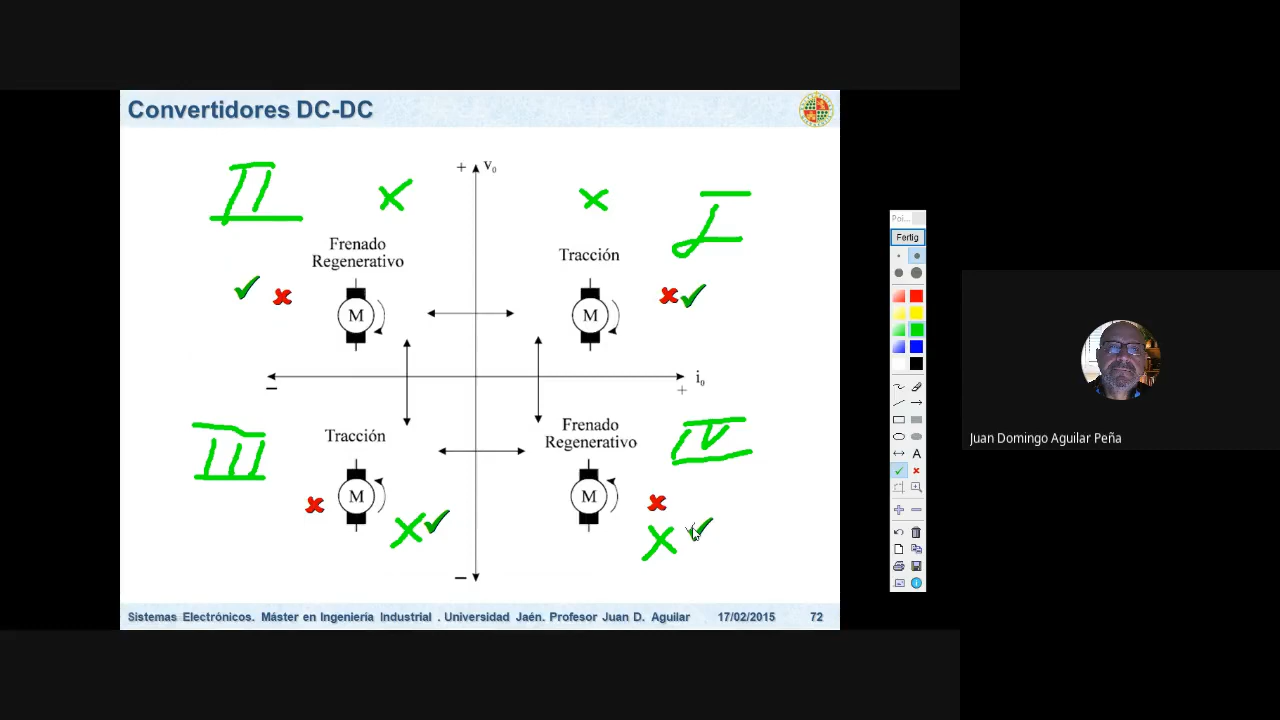 Convertidores DC-DC
+ v0
II
X
X
I
Frenado
Regenerativo
Tracción
M
M
i0
−
+
Tracción
Frenado
Regenerativo
III
IV
M
M
X
X
−
Sistemas Electrónicos. Máster en Ingeniería Industrial . Universidad Jaén. Profesor Juan D. Aguilar 17/02/2015 72
Poi...
Fertig
A
Juan Domingo Aguilar Peña